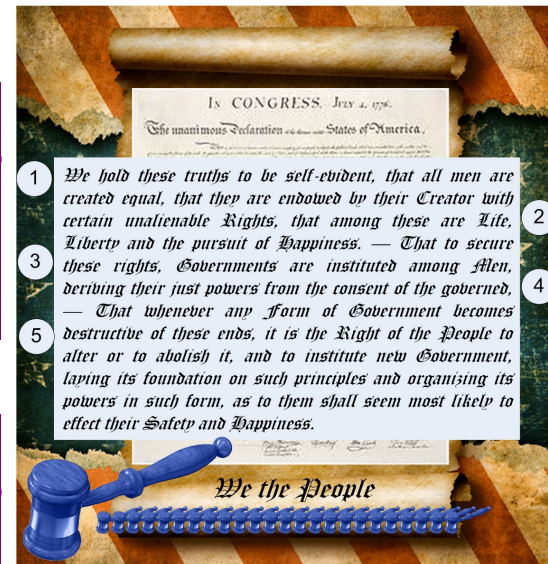 In CONGRESS, July 4, 1776.
The unanimous Declaration of the thirteen united States of America,
1
We hold these truths to be self-evident, that all men are
created equal, that they are endowed by their Creator with
2
certain unalienable Rights, that among these are Life,
Liberty and the pursuit of Happiness. — That to secure
3
these rights, Governments are instituted among Men,
deriving their just powers from the consent of the governed,
4
— That whenever any Form of Government becomes
5
destructive of these ends, it is the Right of the People to
alter or to abolish it, and to institute new Government,
laying its foundation on such principles and organizing its
powers in such form, as to them shall seem most likely to
effect their Safety and Happiness.
We the People